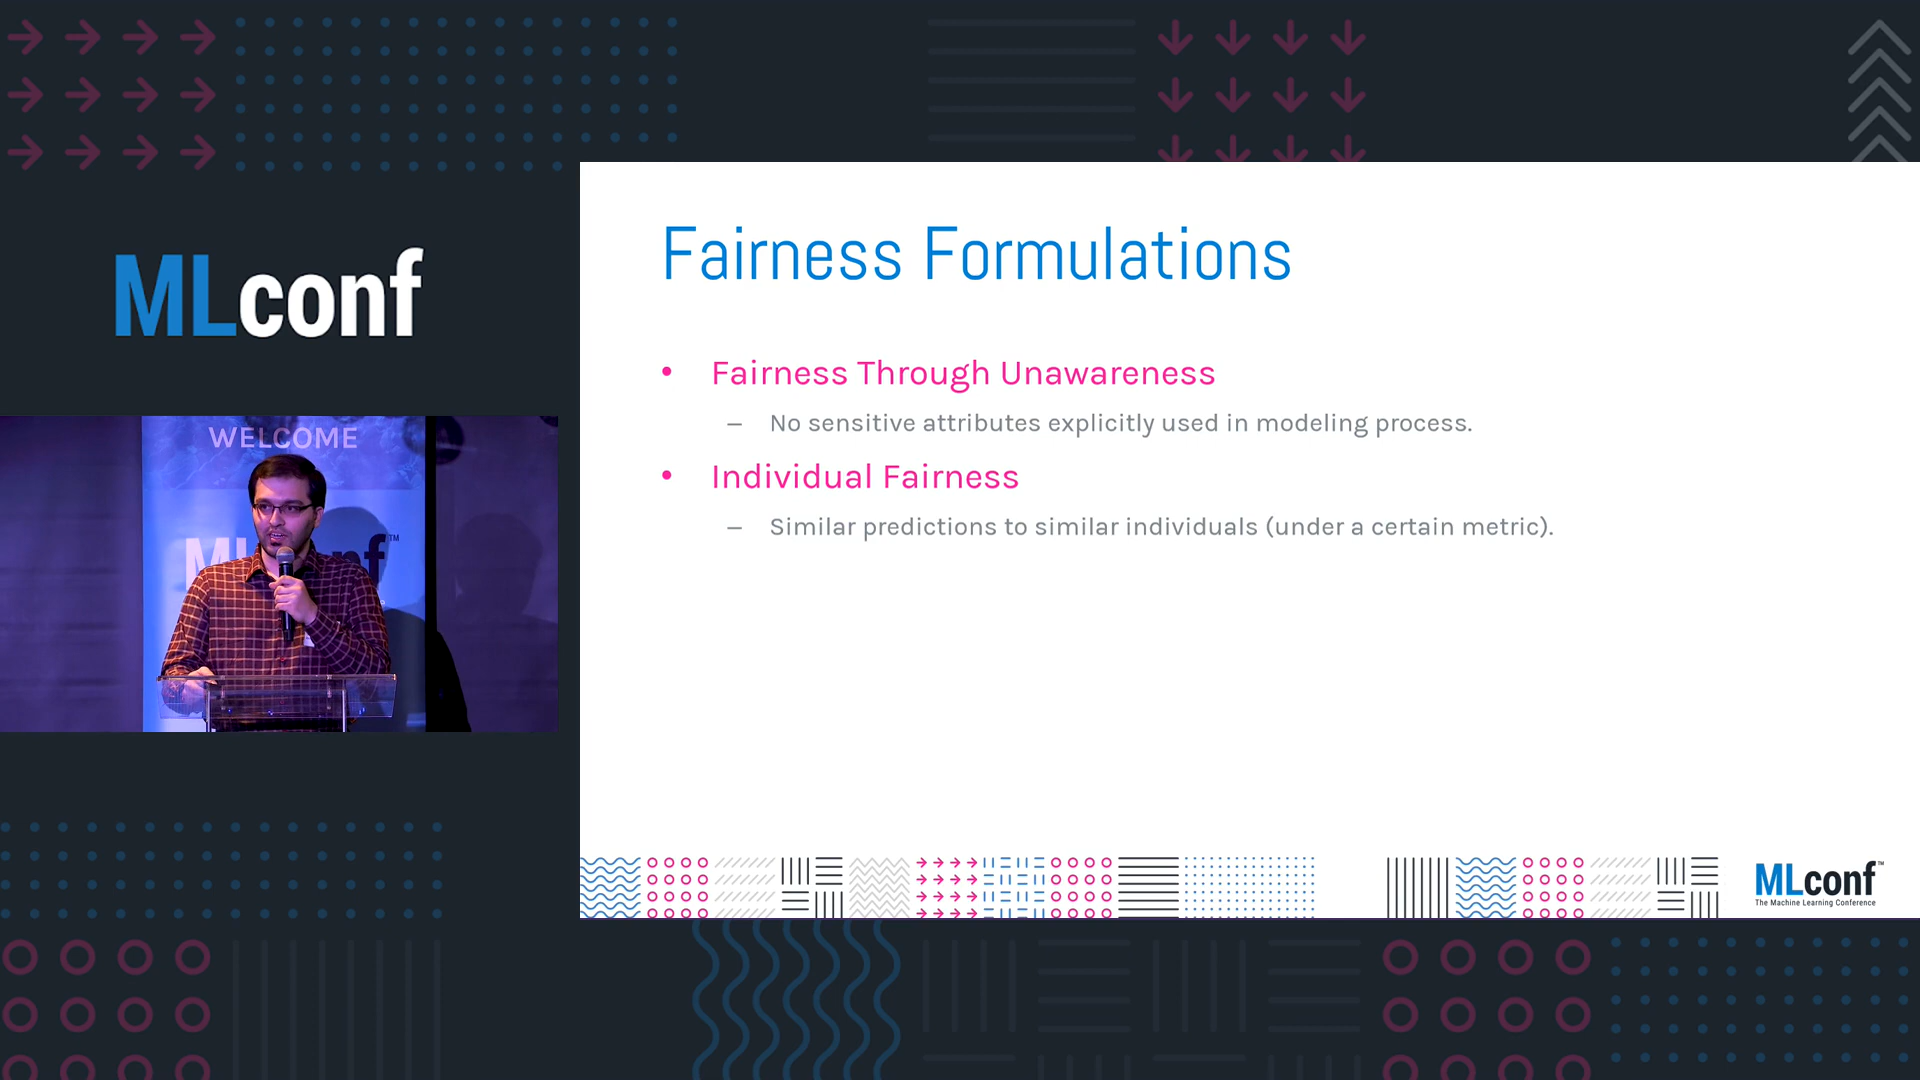 MLconf
WELCOME
Fairness Formulations
• Fairness Through Unawareness
– No sensitive attributes explicitly used in modeling process.
• Individual Fairness
– Similar predictions to similar individuals (under a certain metric).
MLconf™
The Machine Learning Conference